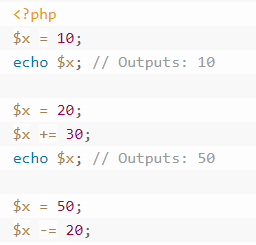 <?php
$x = 10;
echo $x; // Outputs: 10
$x = 20;
$x += 30;
echo $x; // Outputs: 50
$x = 50;
$x -= 20;